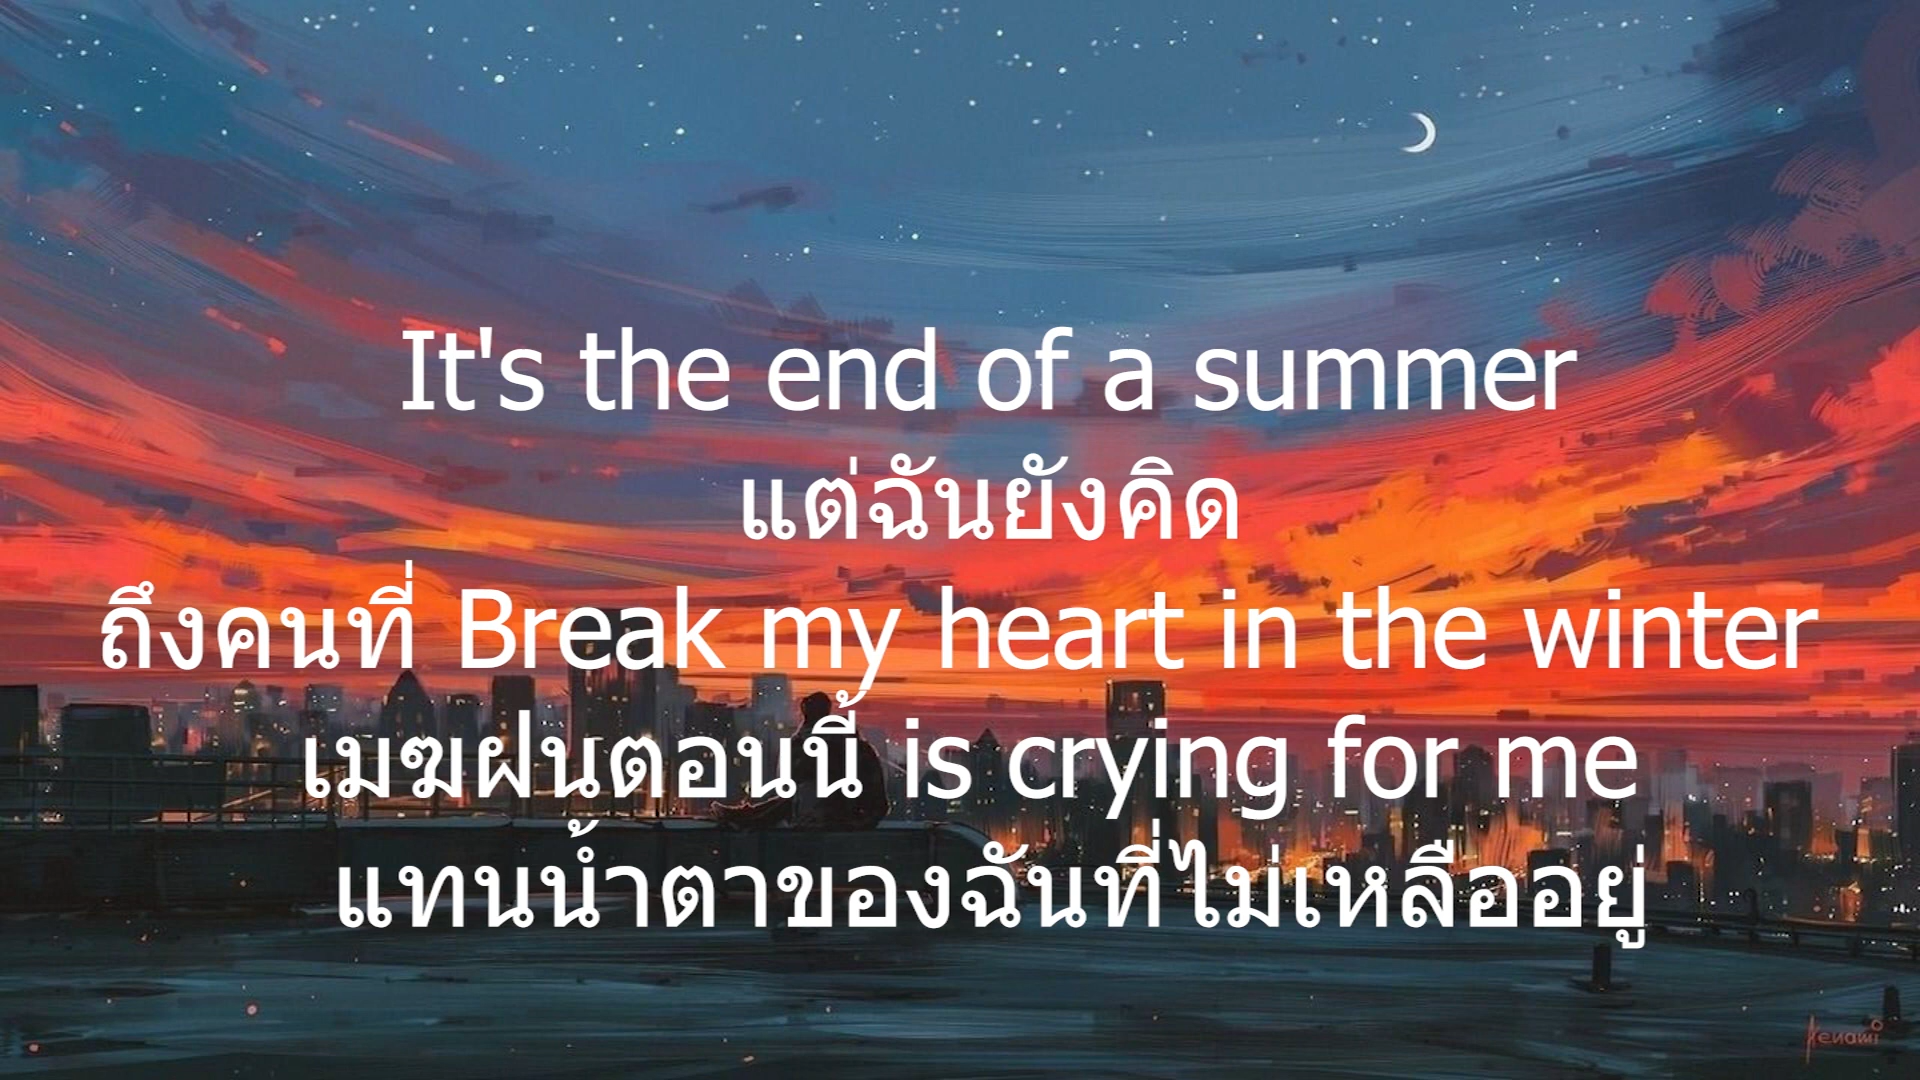 It's the end of a summer
แต่ฉันยังคิด
ถึงคนที่ Break my heart in the winter
เมฆฝนตอนนี้ is crying for me
แทนน้ำตาของฉันที่ไม่เหลืออยู่
Aenami